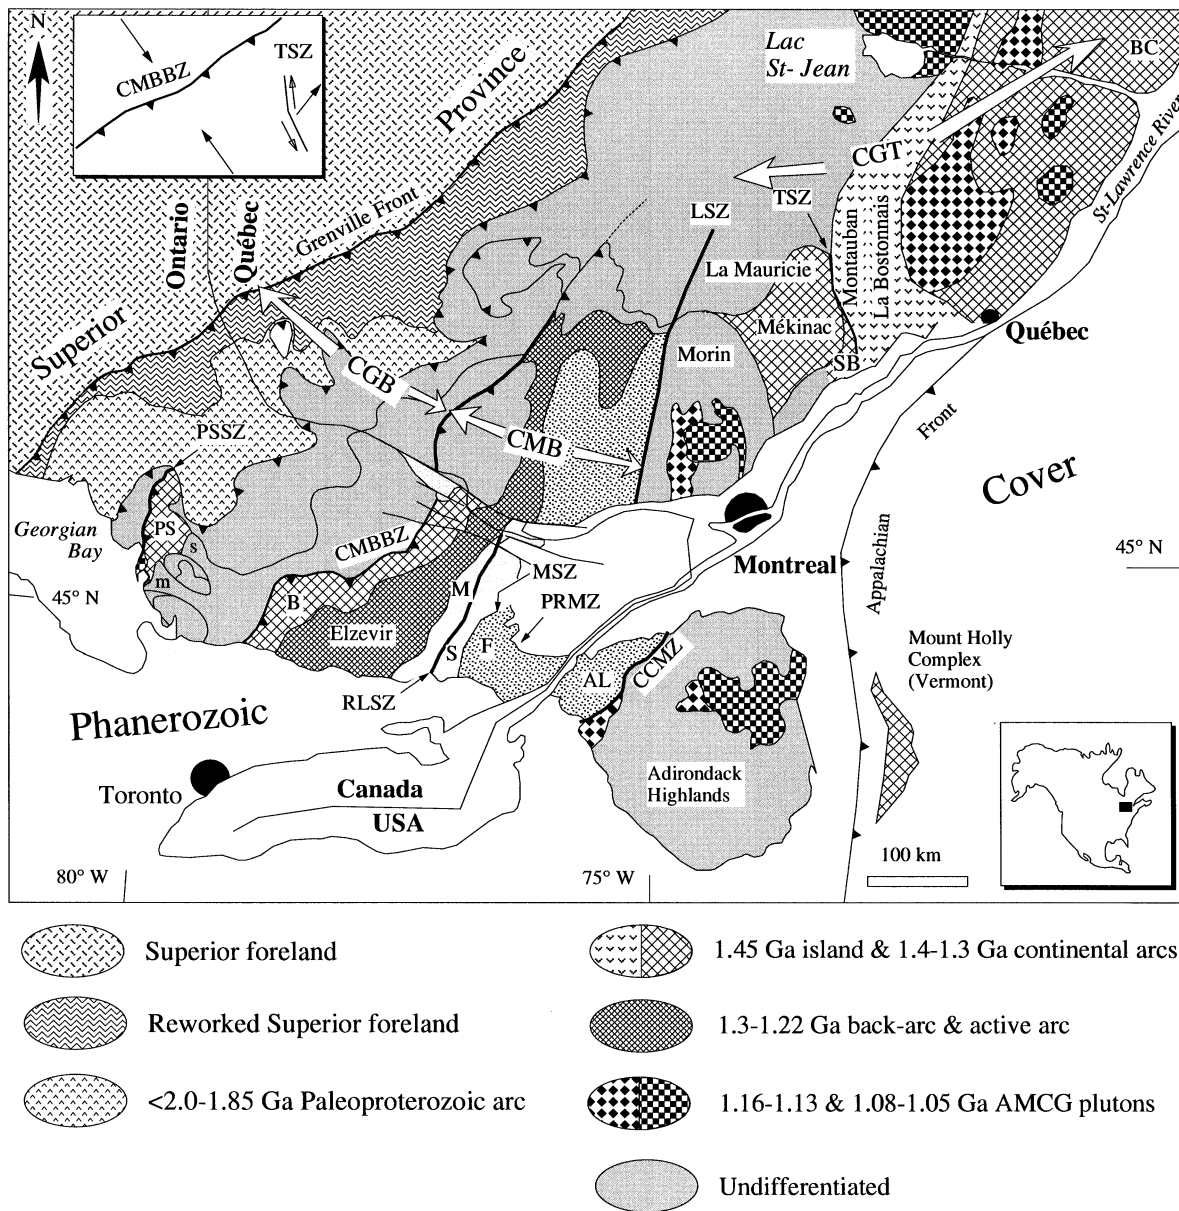 N
CMBBZ
TSZ
Province
Lac
St- Jean
BC
St-Lawrence River
CGT
TSZ
LSZ
Ontario
Québec
Grenville Front
Montauban
La Bostonnais
La Mauricie
Mékinac
SB
Québec
Superior
Morin
CGB
CMB
Front
PSSZ
Cover
Georgian
Bay
PS
s
m
CMBBZ
Montreal
Appalachian
45° N
45° N
B
MSZ
M
PRMZ
Elzevir
S
F
Mount Holly
Complex
(Vermont)
AL
CCMZ
RLSZ
Phanerozoic
Adirondack
Highlands
Toronto
Canada
USA
80° W
75° W
100 km
Superior foreland
1.45 Ga island & 1.4-1.3 Ga continental arcs
Reworked Superior foreland
1.3-1.22 Ga back-arc & active arc
<2.0-1.85 Ga Paleoproterozoic arc
1.16-1.13 & 1.08-1.05 Ga AMCG plutons
Undifferentiated